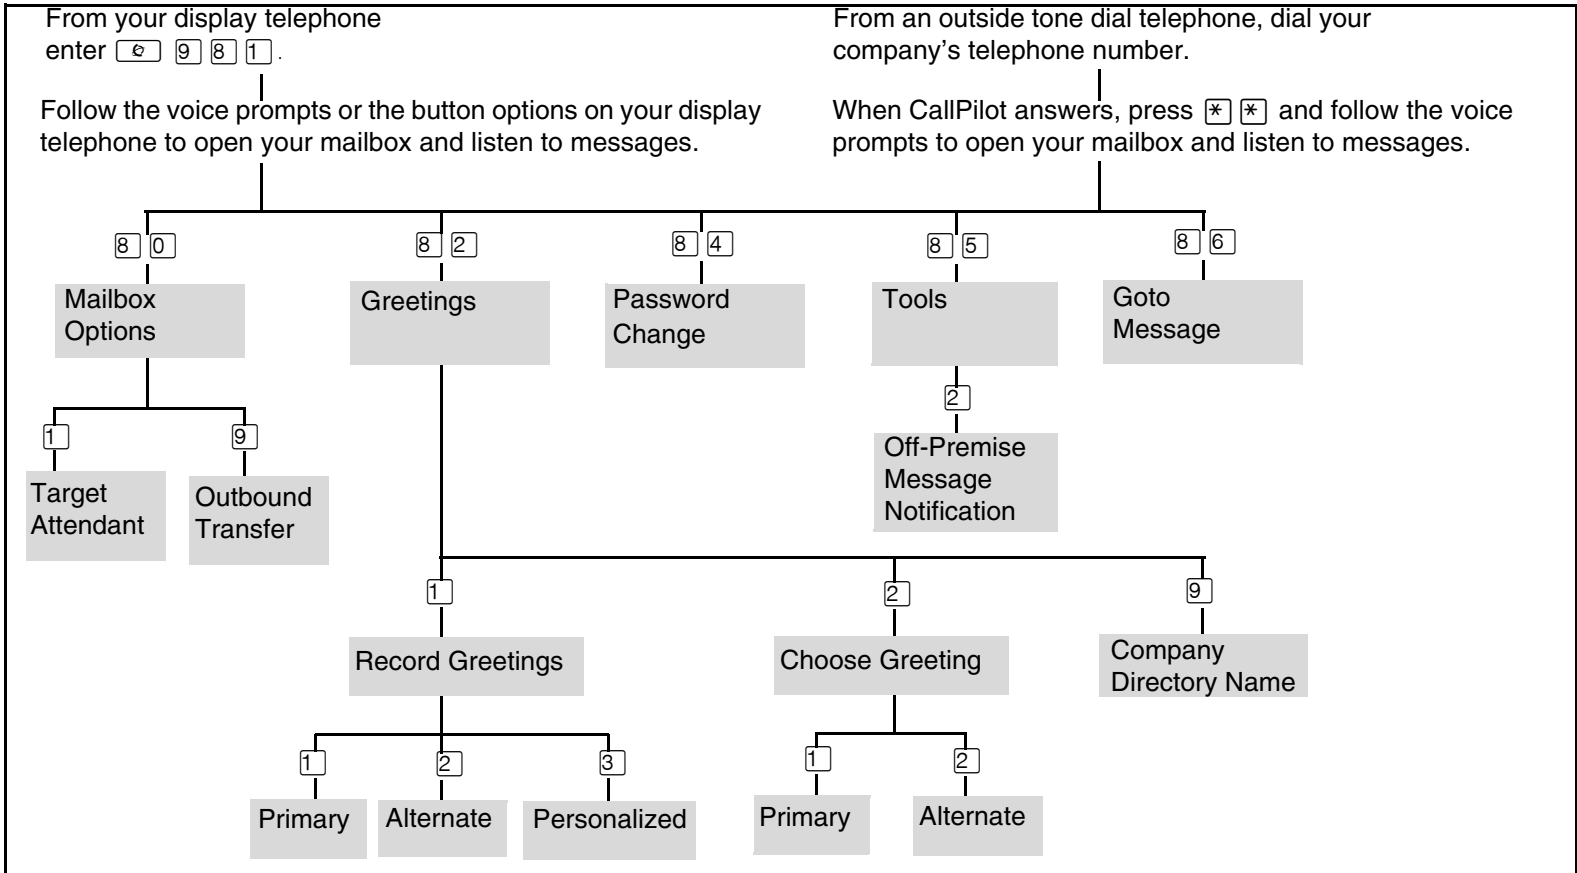 From your display telephone
enter 9 8 1 .
From an outside tone dial telephone, dial your
company's telephone number.
Follow the voice prompts or the button options on your display
telephone to open your mailbox and listen to messages.
When CallPilot answers, press * * and follow the voice
prompts to open your mailbox and listen to messages.
8 0
8 2
8 4
8 5
8 6
Mailbox
Options
Greetings
Password
Change
Tools
Goto
Message
1
9
2
Target
Attendant
Outbound
Transfer
Off-Premise
Message
Notification
1
2
9
Record Greetings
Choose Greeting
Company
Directory Name
1
2
3
1
2
Primary
Alternate
Personalized
Primary
Alternate